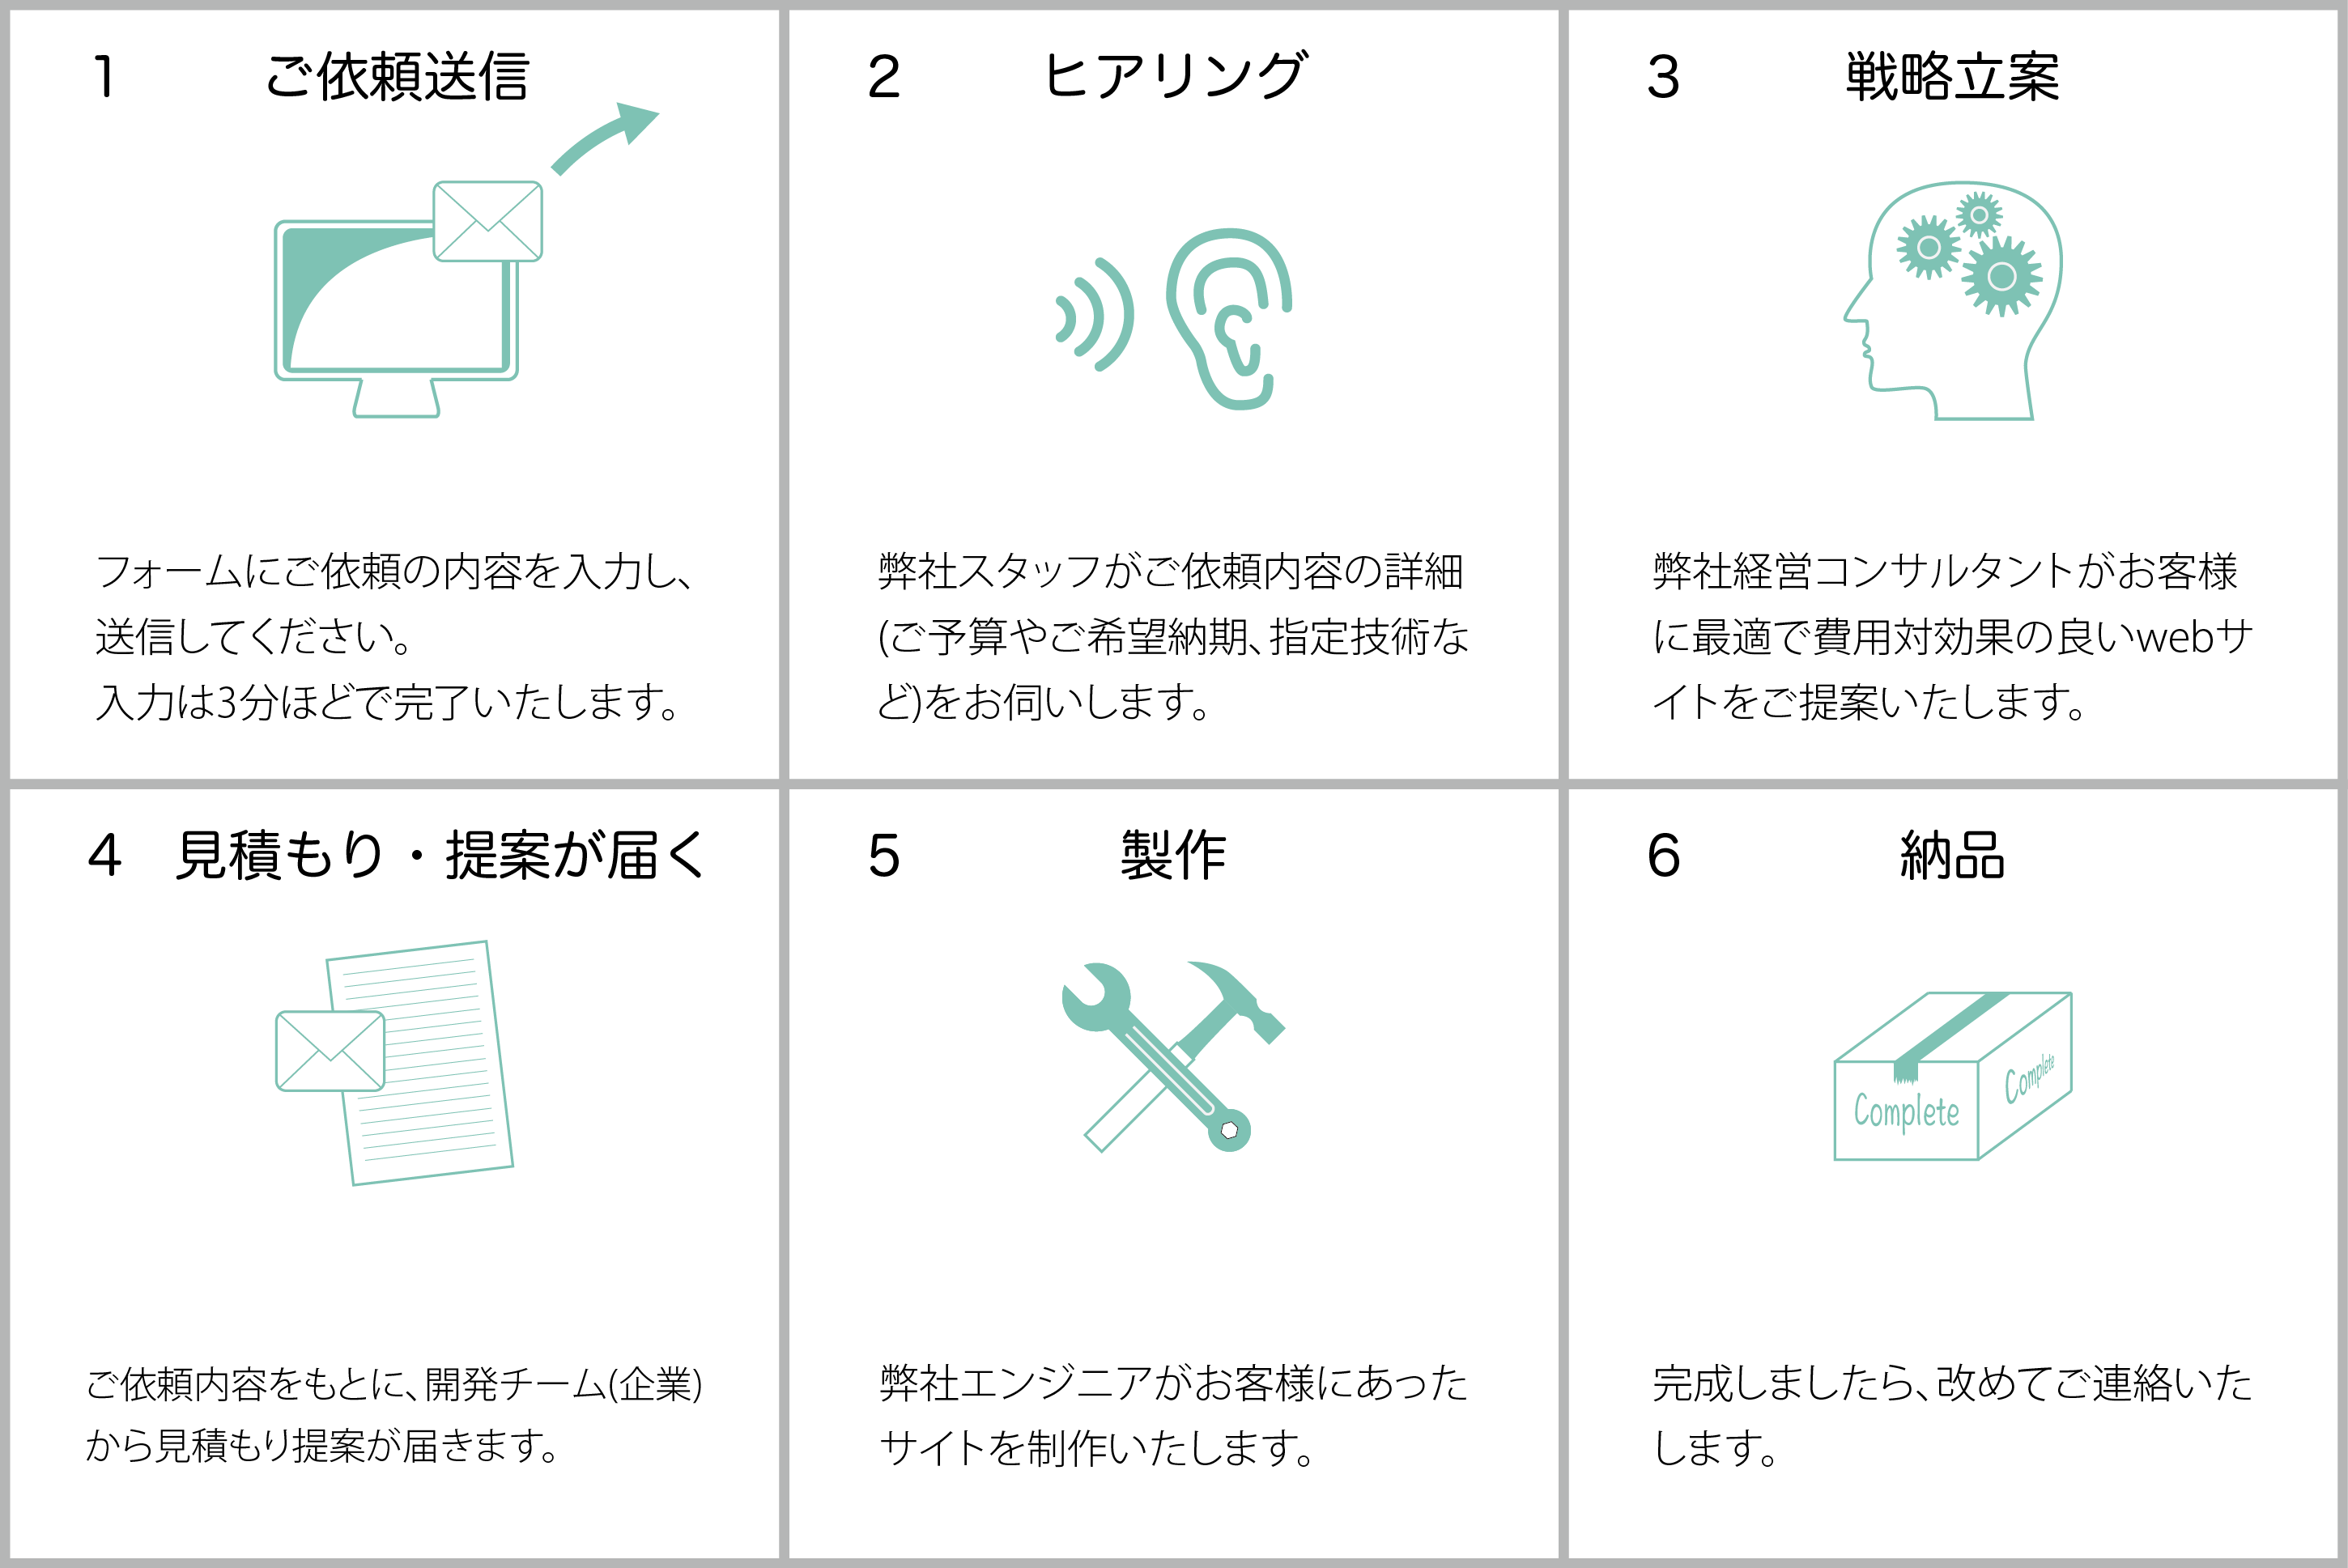 1 ご依頼送信
フォームにご依頼の内容を入力し、
送信してください。
入力は3分ほどで完了いたします。
2 ヒアリング
弊社スタッフがご依頼内容の詳細
(ご予算やご希望納期、指定技術な
ど)をお伺いします。
3 戦略立案
弊社経営コンサルタントがお客様
に最適で費用対効果の良いwebサ
イトをご提案いたします。
4 見積もり・提案が届く
ご依頼内容をもとに、開発チーム(企業)
から見積もり提案が届きます。
5 製作
弊社エンジニアがお客様にあった
サイトを制作いたします。
6 納品
Complete
Complete
完成しましたら、改めてご連絡いた
します。